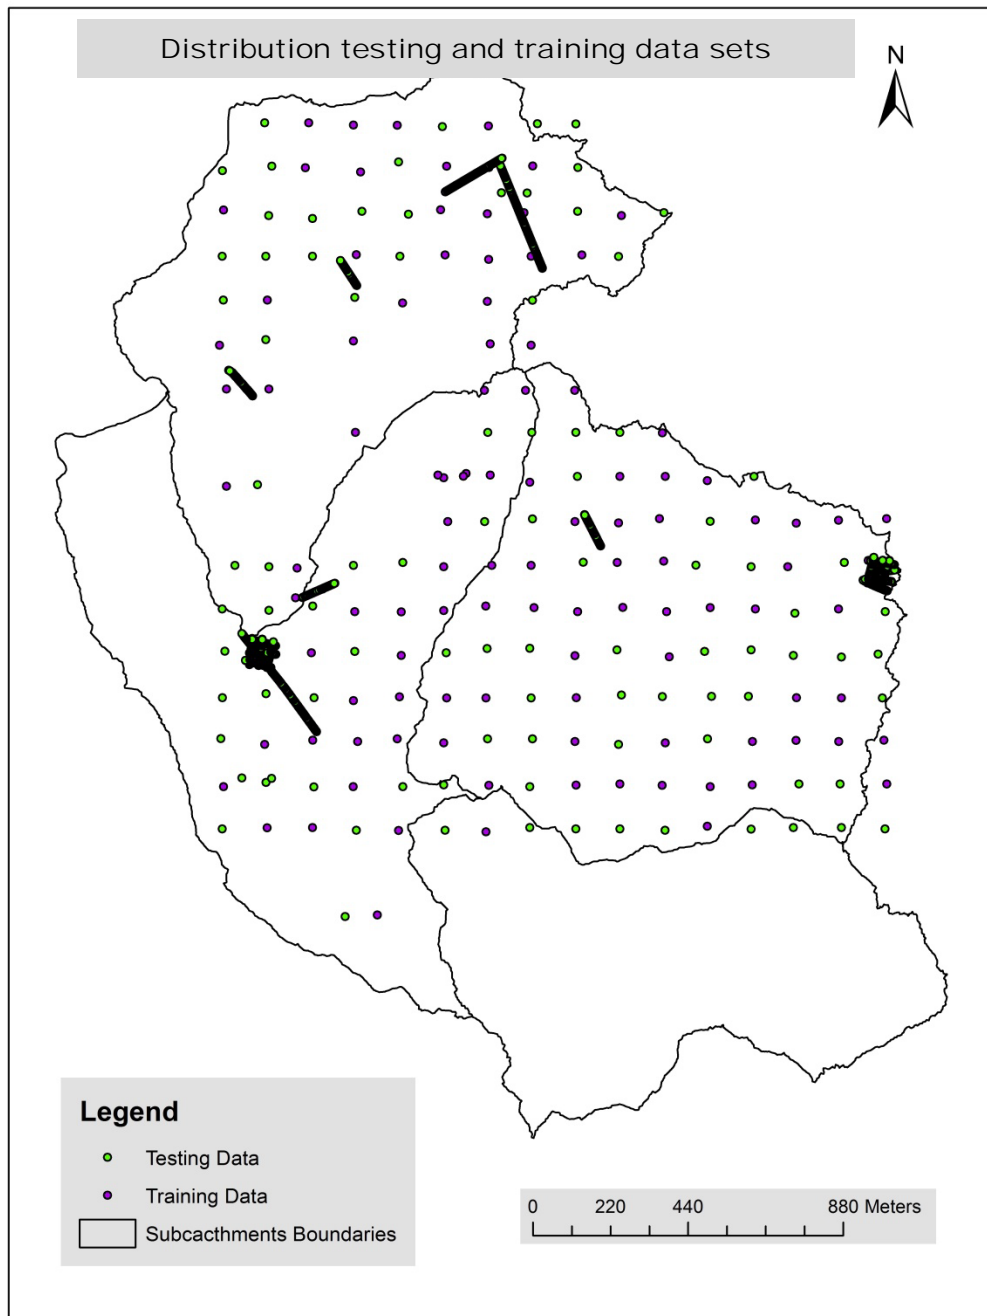 Distribution testing and training data sets
N
Legend
Testing Data
Training Data
Subcacthments Boundaries
0 220 440 880 Meters